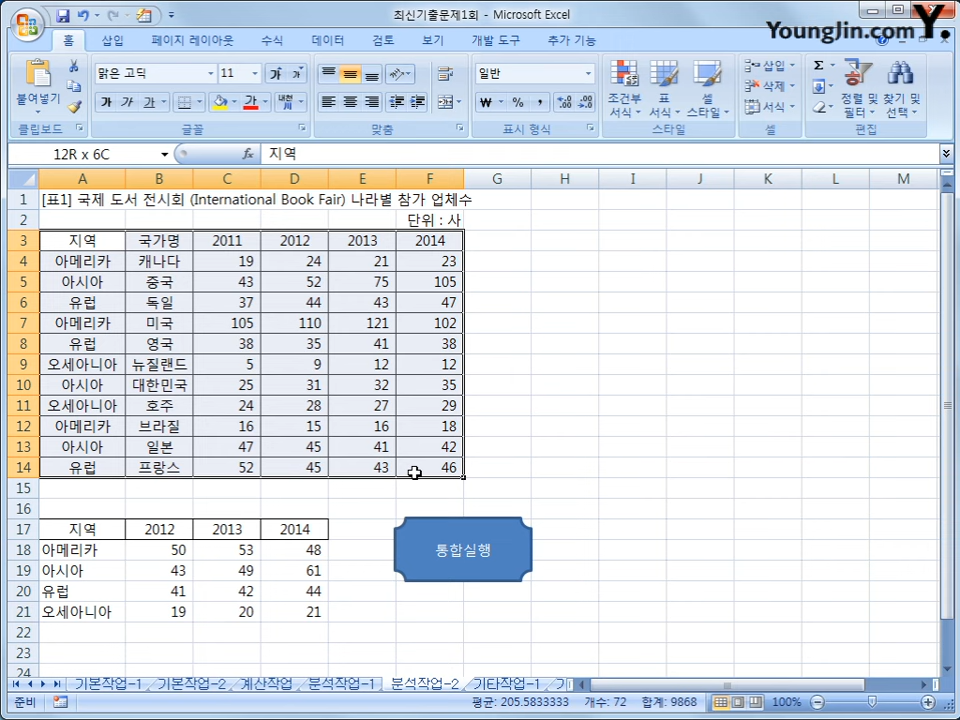 최신기출문제1회 - Microsoft Excel
YoungJin.com Y.
홈 삽입 페이지 레이아웃 수식 데이터 검토 보기 개발 도구 추가 기능
붙여넣기
맑은 고딕 11
가 가 가
일반
% ,
조건부 서식
표 서식
셀 스타일
삽입
삭제
서식
Σ
정렬 및 필터
찾기 및 선택
클립보드 글꼴 맞춤 표시 형식 스타일 셀 편집
12R x 6C fx 지역
A B C D E F G H I J K L M
1 [표1] 국제 도서 전시회 (International Book Fair) 나라별 참가 업체수
2 단위 : 사
3 지역 국가명 2011 2012 2013 2014
4 아메리카 캐나다 19 24 21 23
5 아시아 중국 43 52 75 105
6 유럽 독일 37 44 43 47
7 아메리카 미국 105 110 121 102
8 유럽 영국 38 35 41 38
9 오세아니아 뉴질랜드 5 9 12 12
10 아시아 대한민국 25 31 32 35
11 오세아니아 호주 24 28 27 29
12 아메리카 브라질 16 15 16 18
13 아시아 일본 47 45 41 42
14 유럽 프랑스 52 45 43 46
15
16
17 지역 2012 2013 2014
18 아메리카 50 53 48 통합실행
19 아시아 43 49 61
20 유럽 41 42 44
21 오세아니아 19 20 21
22
23
24
기본작업-1 기본작업-2 계산작업 분석작업-1 분석작업-2 기타작업-1 기
준비 평균: 205.5833333 개수: 72 합계: 9868 100%